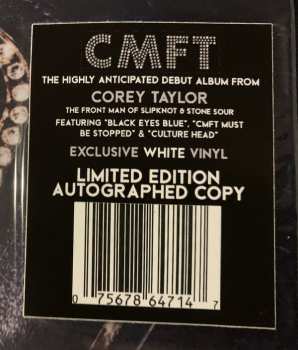 CMFT
THE HIGHLY ANTICIPATED DEBUT ALBUM FROM
COREY TAYLOR
THE FRONT MAN OF SLIPKNOT & STONE SOUR
FEATURING "BLACK EYES BLUE", "CMFT MUST
BE STOPPED" & "CULTURE HEAD"
EXCLUSIVE WHITE VINYL
LIMITED EDITION
AUTOGRAPHED COPY
0 75678 64714 7